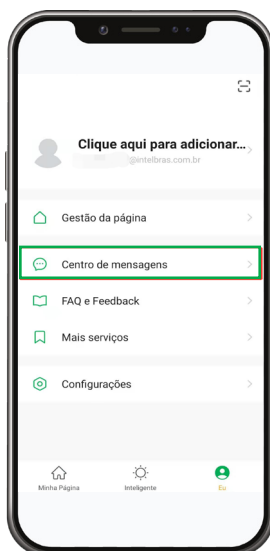 Clique aqui para adicionar...
@intelbras.com.br
Gestão da página
Centro de mensagens
FAQ e Feedback
Mais serviços
Configurações
Minha Página
Inteligente
Eu